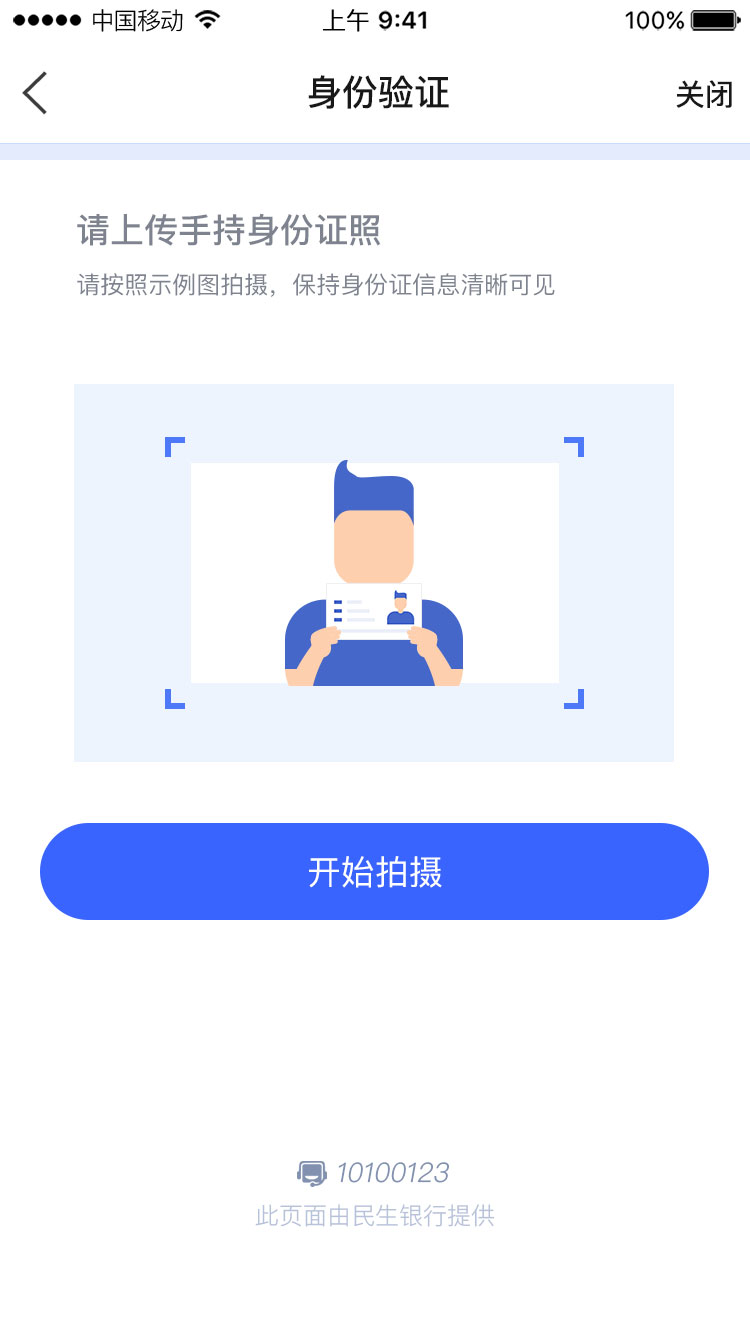 中国移动 上午 9:41 100%
身份验证 关闭
请上传手持身份证照
请按照示例图拍摄，保持身份证信息清晰可见
开始拍摄
10100123
此页面由民生银行提供